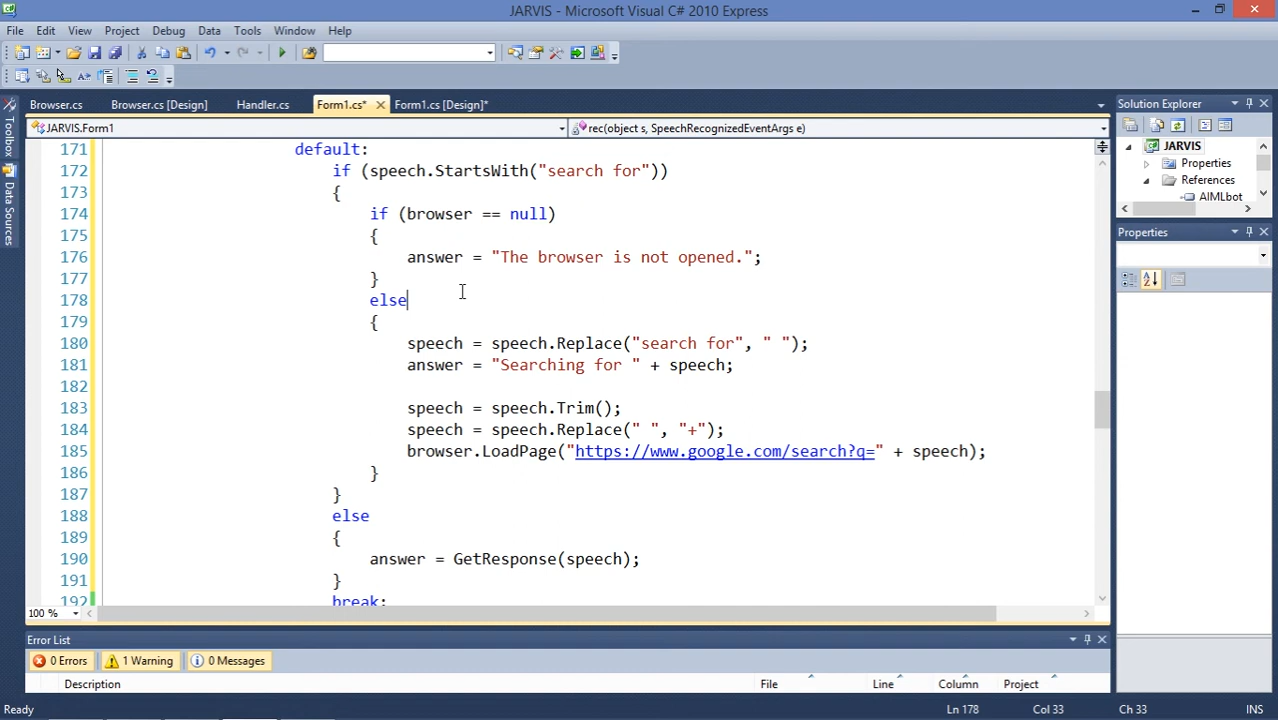 JARVIS - Microsoft Visual C# 2010 Express
File Edit View Project Debug Data Tools Window Help
Browser.cs Browser.cs [Design] Handler.cs Form1.cs* Form1.cs [Design]*
Solution Exploer
JARVIS.Form1 rec(object s, SpeechRecognizedEventArgs e)
Toolbox
Data Sources
JARVIS
Properties
References
AIMLbot
Properties
171 default:
172 if (speech.StartsWith("search for"))
173 {
174 if (browser == null)
175 {
176 answer = "The browser is not opened.";
177 }
178 else
179 {
180 speech = speech.Replace("search for", " ");
181 answer = "Searching for " + speech;
182
183 speech = speech.Trim();
184 speech = speech.Replace(" ", "+");
185 browser.LoadPage("https://www.google.com/search?q=" + speech);
186 }
187 }
188 else
189 {
190 answer = GetResponse(speech);
191 }
192 break;
100 %
Error List
0 Errors 1 Warning 0 Messages
Description File Line Column Project
Ready Ln 178 Col 33 Ch 33 INS